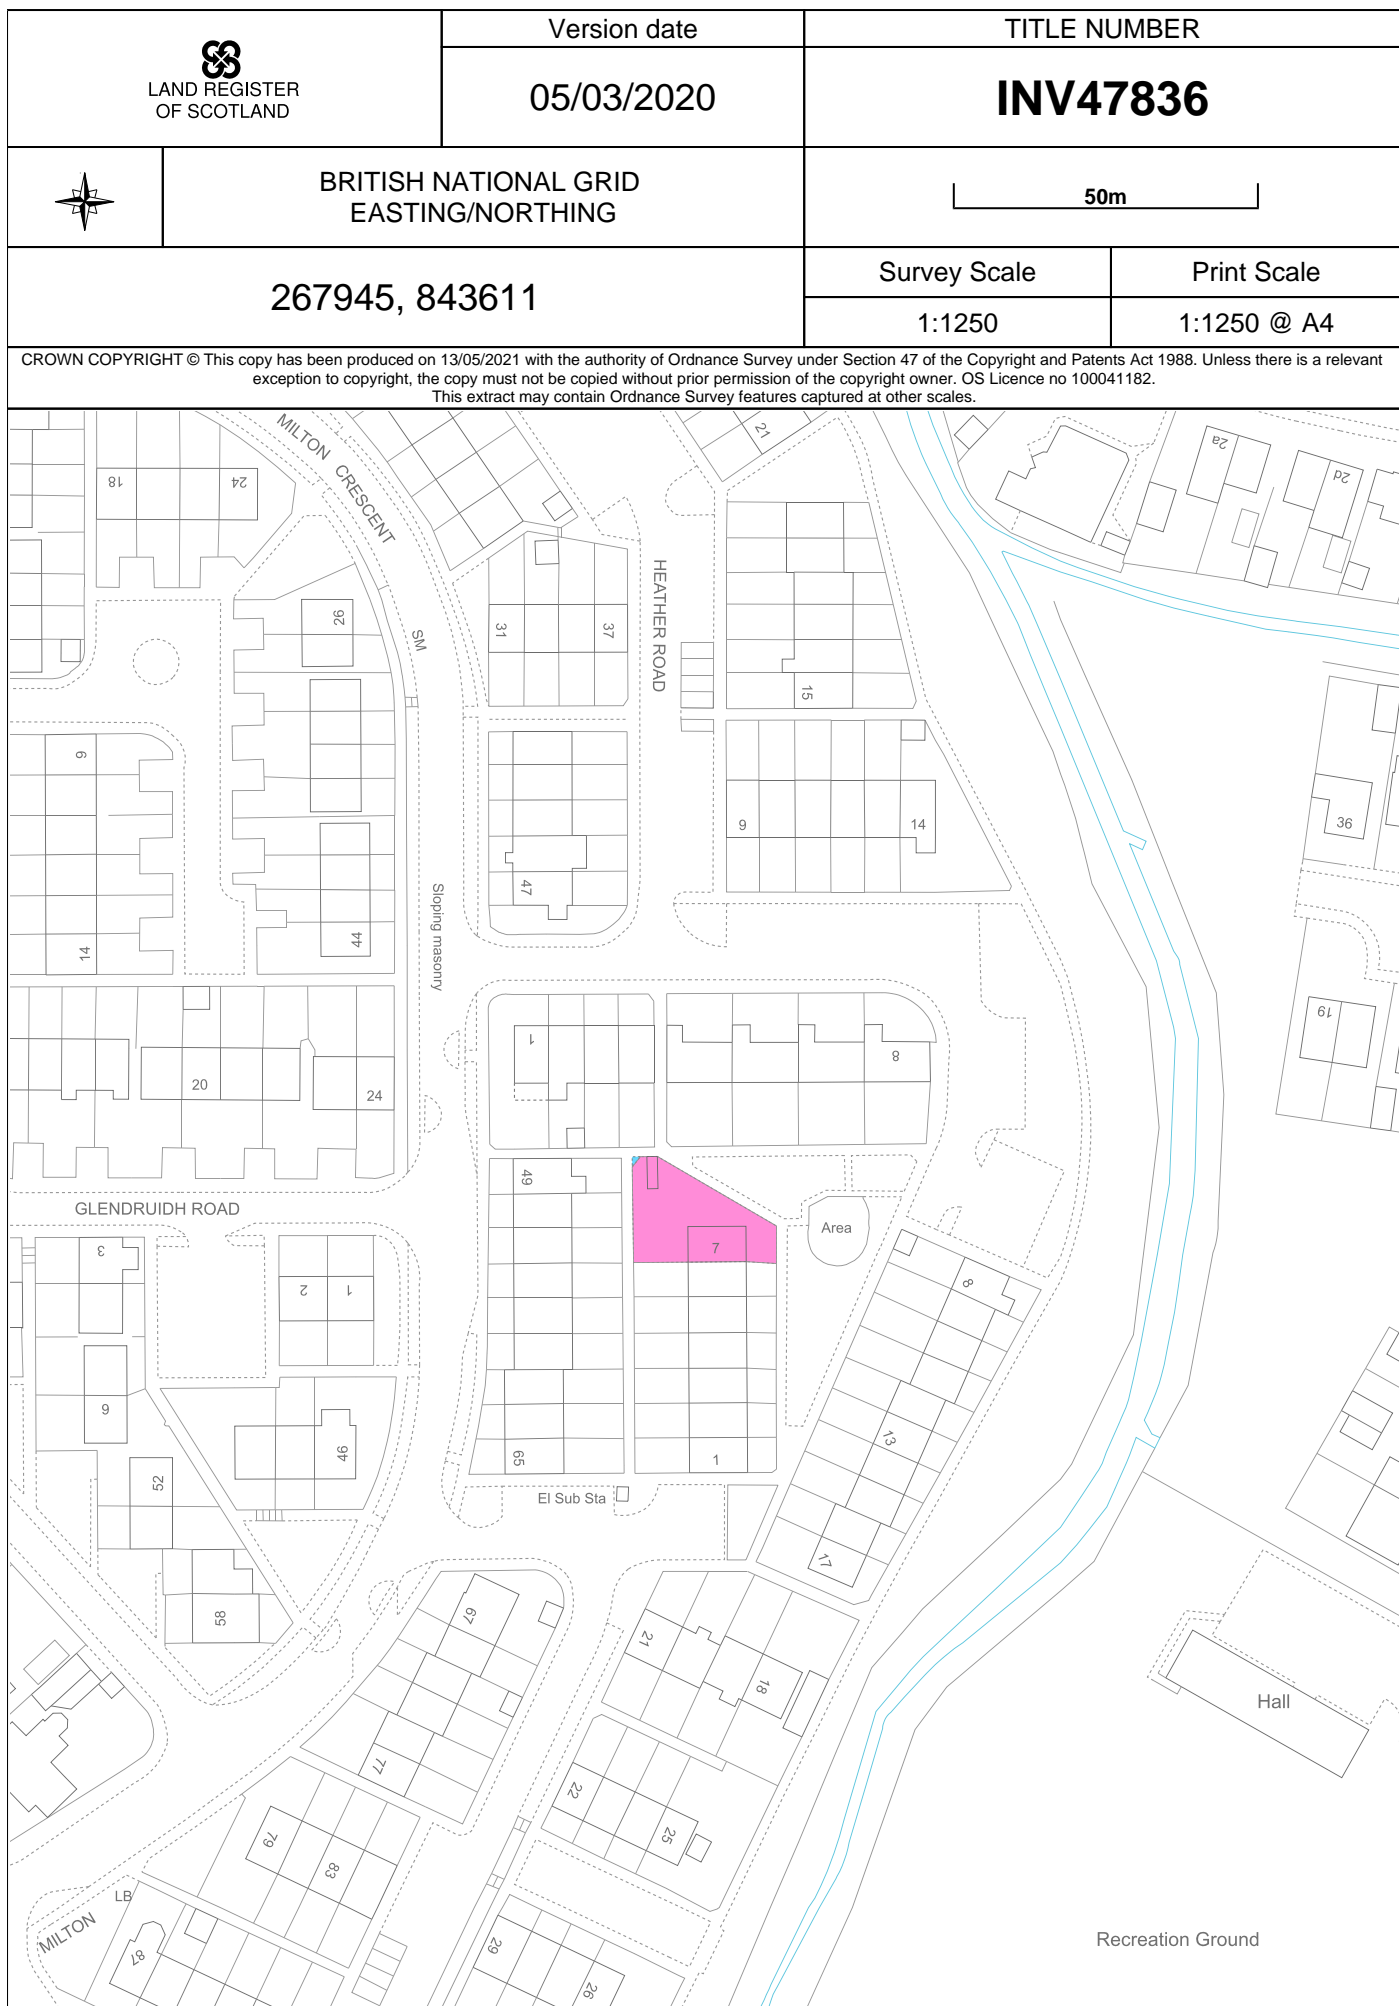 LAND REGISTER
OF SCOTLAND
Version date
05/03/2020
TITLE NUMBER
INV47836
BRITISH NATIONAL GRID
EASTING/NORTHING
50m
267945, 843611
Survey Scale
1:1250
Print Scale
1:1250 @ A4
CROWN COPYRIGHT © This copy has been produced on 13/05/2021 with the authority of Ordnance Survey under Section 47 of the Copyright and Patents Act 1988. Unless there is a relevant
exception to copyright, the copy must not be copied without prior permission of the copyright owner. OS Licence no 100041182.
This extract may contain Ordnance Survey features captured at other scales.
MILTON CRESCENT
21
2a
2d
18
24
HEATHER ROAD
26
SM
31
37
15
9
9
14
36
47
Sloping masonry
14
44
19
1
8
20
24
49
GLENDRUIDH ROAD
Area
7
3
8
2
1
9
13
46
65
1
52
El Sub Sta
17
58
67
21
18
Hall
77
22
25
79
83
LB
MILTON
87
29
26
Recreation Ground